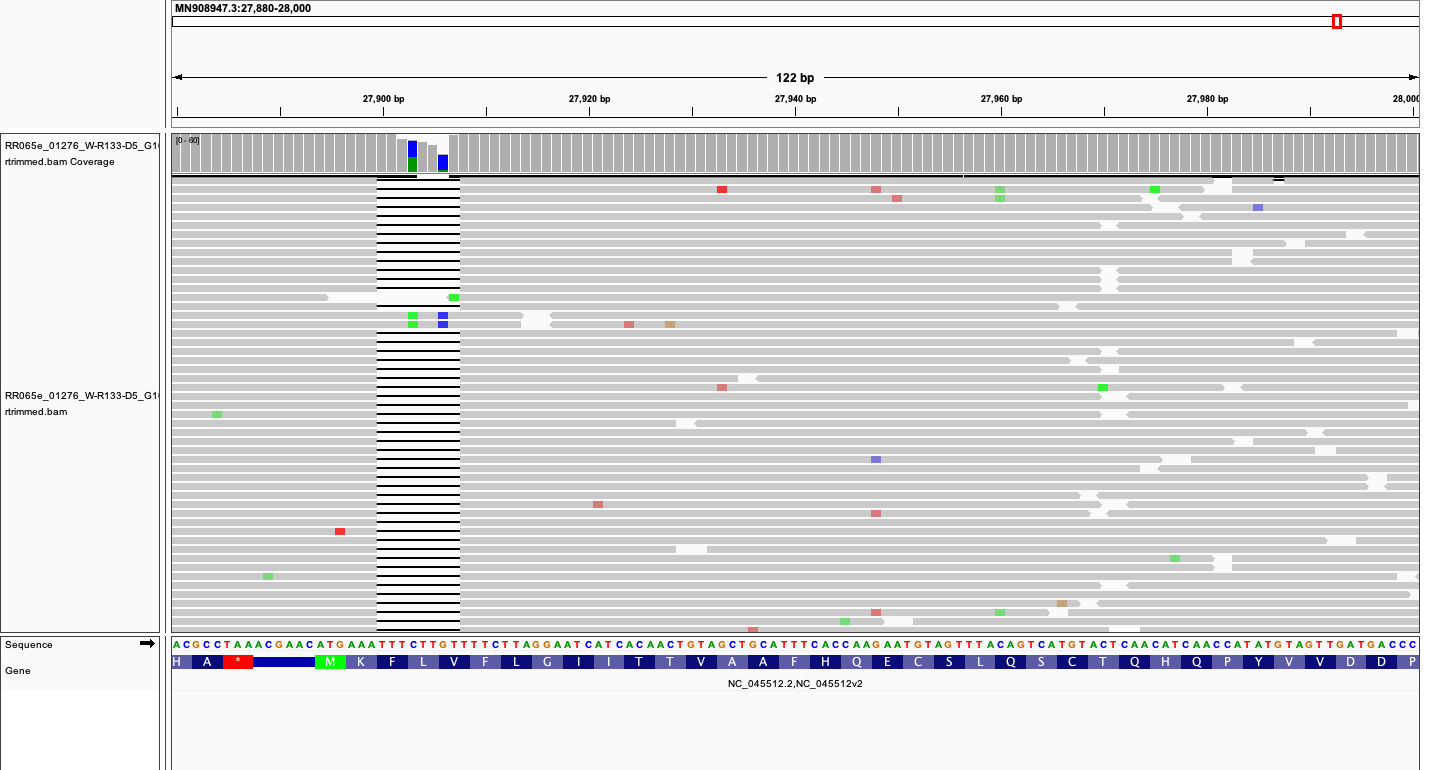 MN908947.3:27,880-28,000
122 bp
27,900 bp 27,920 bp 27,940 bp 27,960 bp 27,980 bp 28,000
RR065e_01276_W-R133-D5_G1
rtrimmed.bam Coverage
[0 - 60]
RR065e_01276_W-R133-D5_G1
rtrimmed.bam
Sequence
ACGCCTAAACGAACATGAAATTTCTTGTTTTCTTAGGAATCATCACAACTGTAGCTGCATTTCACCAAGAATGTAGTTTACAGTCATGTACTCAACATCAACCATATGTAGTTGATGACCC
Gene
H A * M K F L V F L G I I T T V A A F H Q E C S L Q S C T Q H Q P Y V V D D P
NC_045512.2,NC_045512v2